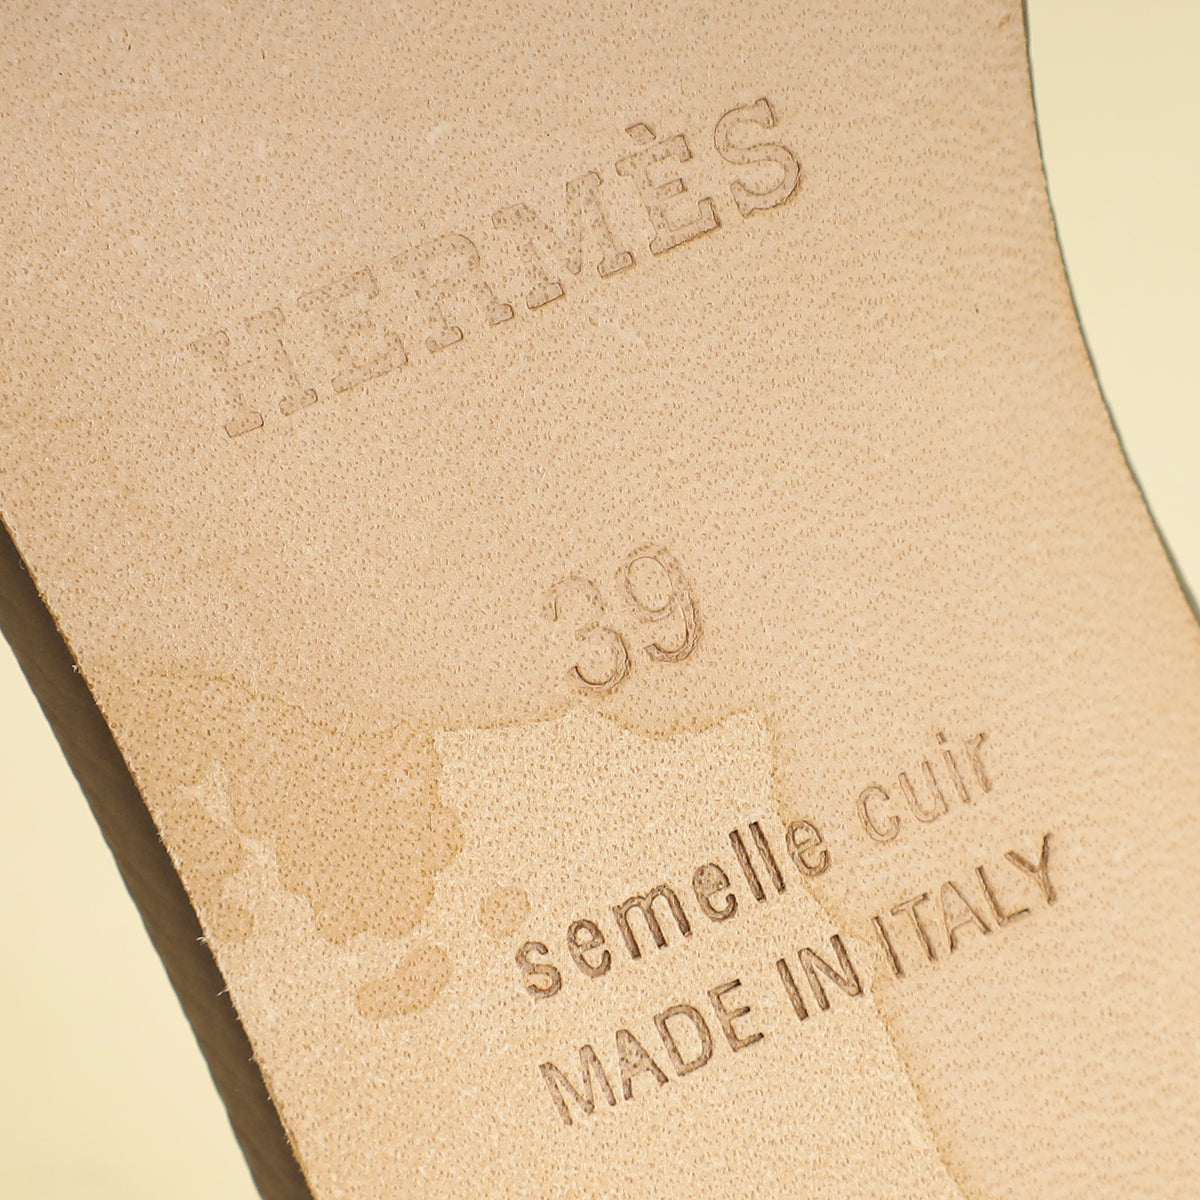 HERMÈS
39
semelle cuir
MADE IN ITALY